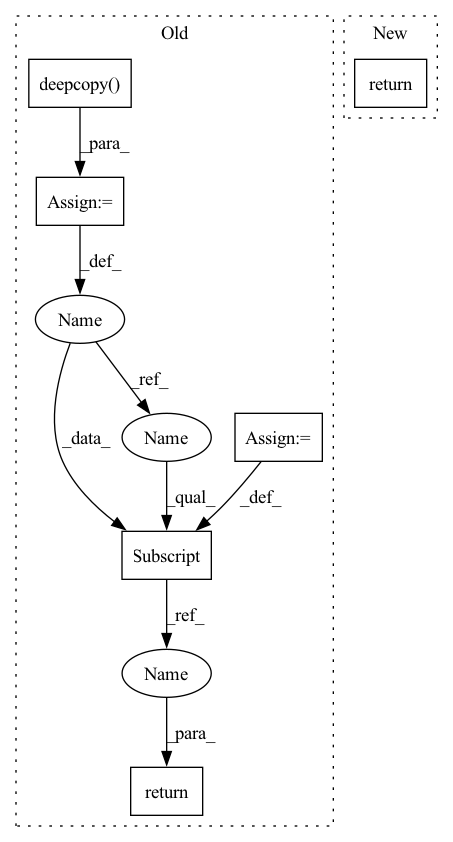 Old
New
deepcopy()
return
_para_
Assign:=
_def_
Name
_ref_
_data_
Name
Assign:=
_qual_
_def_
Subscript
_ref_
Name
_para_
return